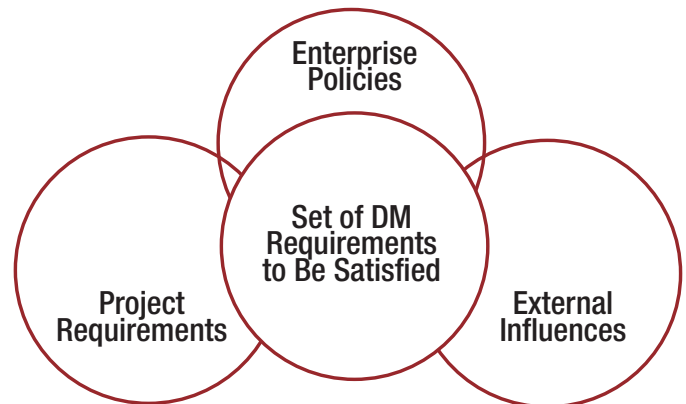 Enterprise
Policies
Set of DM
Requirements
to Be Satisfied
Project
Requirements
External
Influences